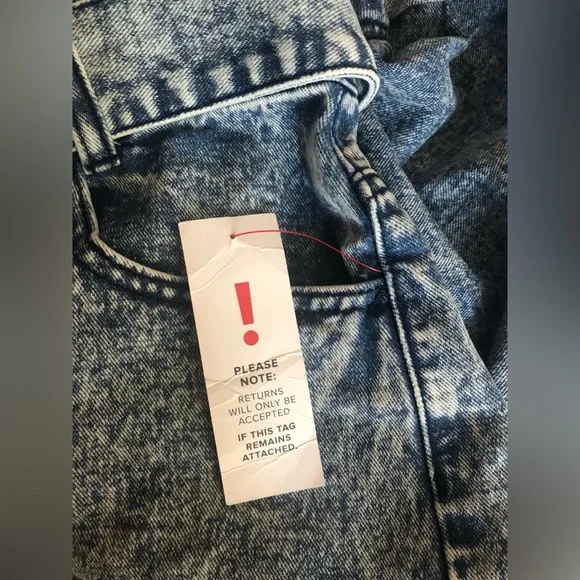 !
PLEASE
NOTE:
RETURNS
WILL ONLY BE
ACCEPTED
IF THIS TAG
REMAINS
ATTACHED.